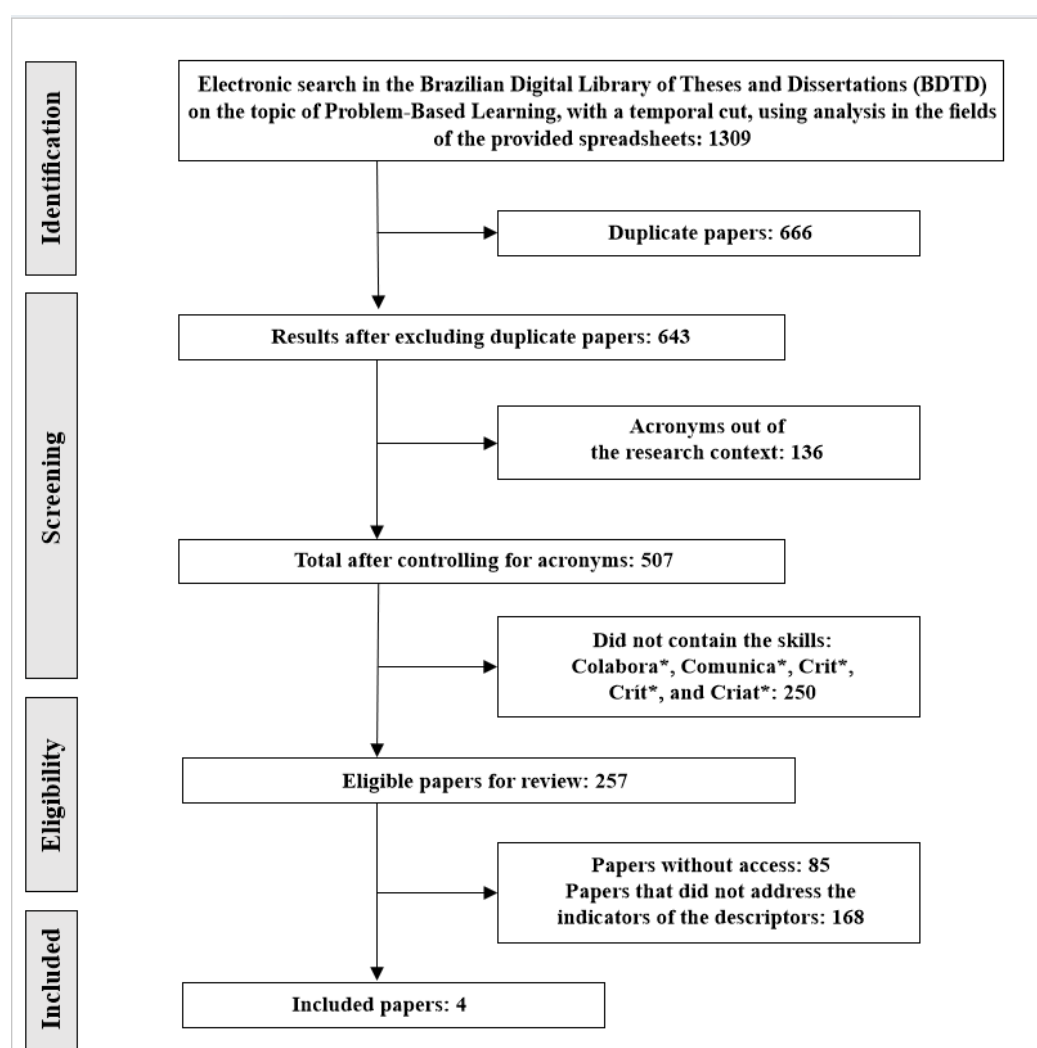 Identification
Electronic search in the Brazilian Digital Library of Theses and Dissertations (BDTD)
on the topic of Problem-Based Learning, with a temporal cut, using analysis in the fields
of the provided spreadsheets: 1309
Duplicate papers: 666
Screening
Results after excluding duplicate papers: 643
Acronyms out of
the research context: 136
Total after controlling for acronyms: 507
Did not contain the skills:
Colabora*, Comunica*, Crit*,
Crít*, and Criat*: 250
Eligibility
Eligible papers for review: 257
Papers without access: 85
Papers that did not address the
indicators of the descriptors: 168
Included
Included papers: 4